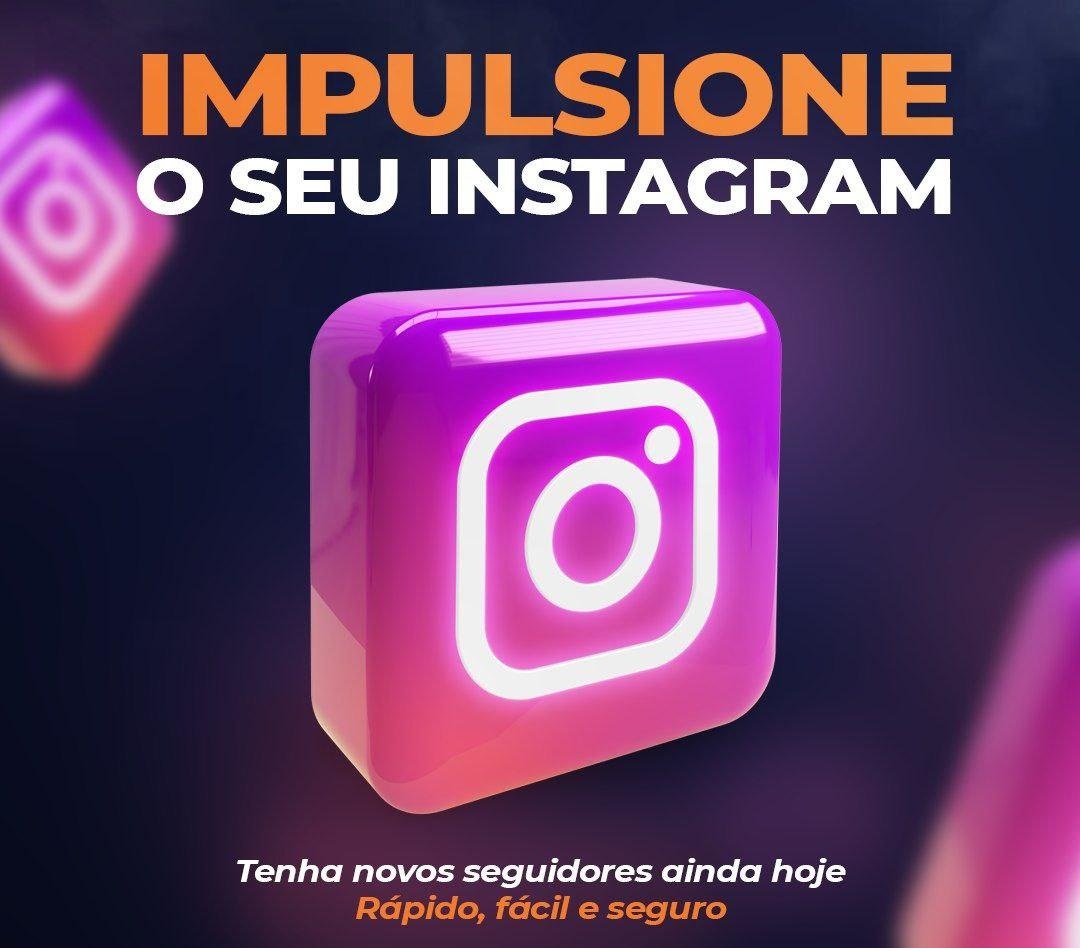 IMPULSIONE
O SEU INSTAGRAM
Tenha novos seguidores ainda hoje
Rápido, fácil e seguro